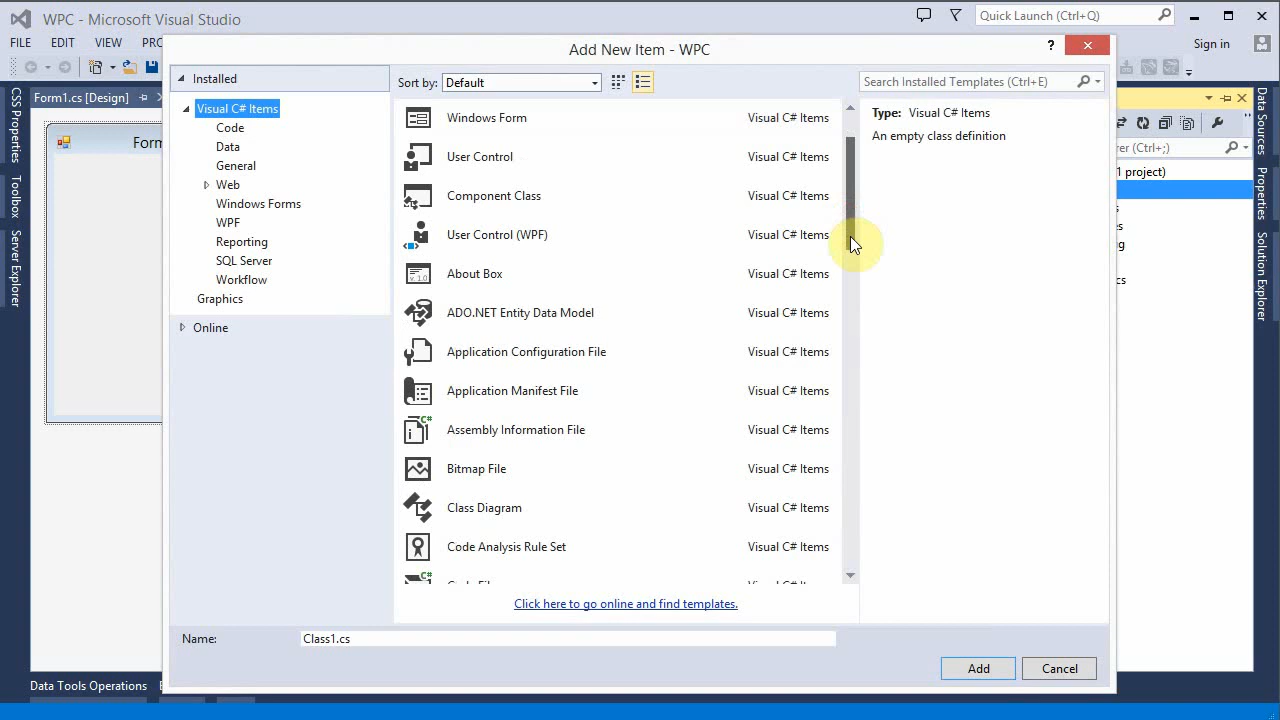 WPC - Microsoft Visual Studio
Quick Launch (Ctrl+Q)
FILE EDIT VIEW
Sign in
Add New Item - WPC
?
Installed
Sort by: Default
Search Installed Templates (Ctrl+E)
Form1.cs [Design]
CSS Properties
Toolbox
Server Explorer
Visual C# Items
Code
Data
General
Web
Windows Forms
WPF
Reporting
SQL Server
Workflow
Graphics
Online
Windows Form Visual C# Items
User Control Visual C# Items
Component Class Visual C# Items
User Control (WPF) Visual C# Items
About Box Visual C# Items
ADO.NET Entity Data Model Visual C# Items
Application Configuration File Visual C# Items
Application Manifest File Visual C# Items
Assembly Information File Visual C# Items
Bitmap File Visual C# Items
Class Diagram Visual C# Items
Code Analysis Rule Set Visual C# Items
Click here to go online and find templates.
Type: Visual C# Items
An empty class definition
(Ctrl+;)
1 project)
Data Sources
Properties
Solution Explorer
Name: Class1.cs
Add Cancel
Data Tools Operations